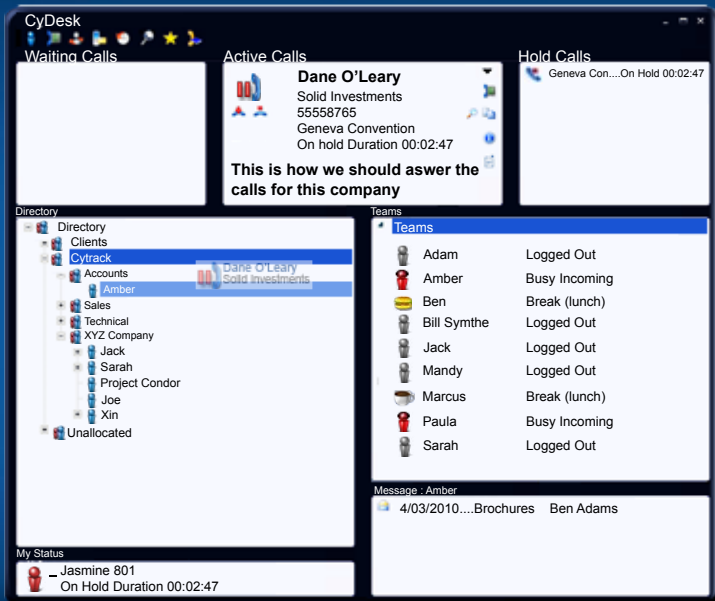 CyDesk
Waiting Calls
Active Calls
Hold Calls
Dane O'Leary
Solid Investments
55558765
Geneva Convention
On hold Duration 00:02:47
This is how we should aswer the
calls for this company
Geneva Con....On Hold 00:02:47
Directory
Directory
Clients
Cytrack
Accounts
Amber
Dane O'Leary
Solid Investments
Sales
Technical
XYZ Company
Jack
Sarah
Project Condor
Joe
Xin
Unallocated
Teams
Teams
Adam Logged Out
Amber Busy Incoming
Ben Break (lunch)
Bill Symthe Logged Out
Jack Logged Out
Mandy Logged Out
Marcus Break (lunch)
Paula Busy Incoming
Sarah Logged Out
Message : Amber
4/03/2010....Brochures Ben Adams
My Status
Jasmine 801
On Hold Duration 00:02:47